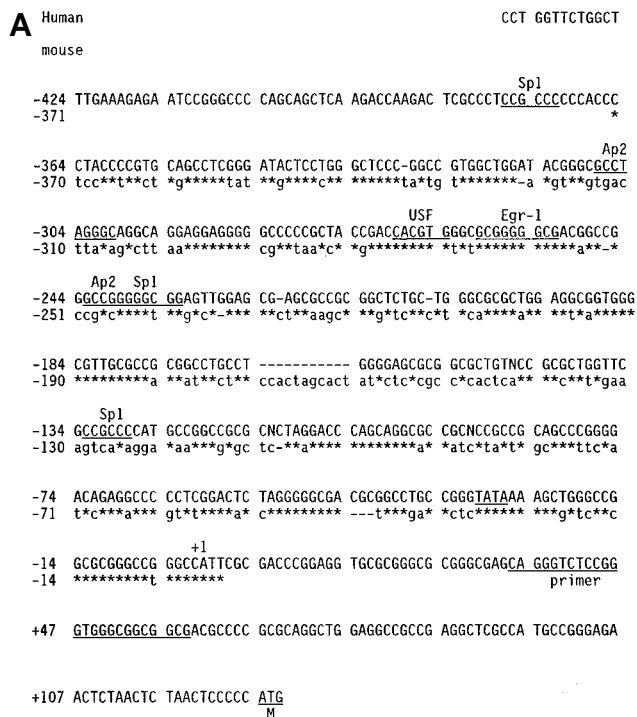 A Human CCT GGTTCTGGCT
mouse
Sp1
-424 TTGAAAGAGA AATCCGGGCCC CAGCAGCTCA AGACCAAGACT TCGCCCTCCGC CCCCCCACCC
-371 *
Ap2
-364 CTACCCCGTG CAGCCTCGGG ATACTCCTGG GCTCCC-GGCC GTGGCTGGAT ACGGGCGCCT
-370 tcc**t**ct *g*****tat *g****c*** *******ta*tg t********-a *gt**gtgac
USF Egr-1
-304 AGGGCAGGCA GGAGGAGGGG GCCCCCGCTA CCGACCACGT GGGCGCGGGG GCGACGGCCG
-310 tta*ag*ctt aa******** cg**taa*c* *g******** *t*t****** *****a**-*
Ap2 Sp1
-244 GGCCGGGGGC GGAGTTGGAG CG-AGCGCCGC GGCTCTGC-TG GGCGCGCTGG AGGCGGTGGG
-251 ccg*c****t **g*c*-*** **ct**aagc* **g*tc**c*t *ca****a** **t*a*****
-184 CGTTGCGCCG CGGCCTGCCT ----------- GGGGAGCGCG GCGCTGTNCC GCGCTGGTTC
-190 *********a **at**ct** ccactagcact at*ctc*cgc c*cactca** **c**t*gaa
Sp1
-134 GCCGCCCCAT GCCGGCCGCG CNCTAGGACC CAGCAGGCGC CGCNCCGCCG CAGCCCGGGG
-130 agtca*agga *aa***g*gc tc-**a**** *********a *atc*ta*t* gc***ttc*a
-74 ACAGAGGCCC CCTCGGACTC TAGGGGGCGA CGCGGCCTGC CGGGTATAAA AGCTGGGCCG
-71 t*c***a*** gt*t****a* c********* ---t***ga* *ctc****** ***g*tc**c
+1
-14 GCGCGGGCCG GGCCATTCGC GACCCGGAGG TGCGCGGGCG CGGGCGAGCA GGGTCTCCGG
-14 *********t *******
primer
+47 GTGGGCGGCG GCGACGCCCC GCGCAGGCTG GAGGCCGCCG AGGCTCGCCA TGCCGGGAGA
+107 ACTCTAACTC TAACTCCCCC ATG
M